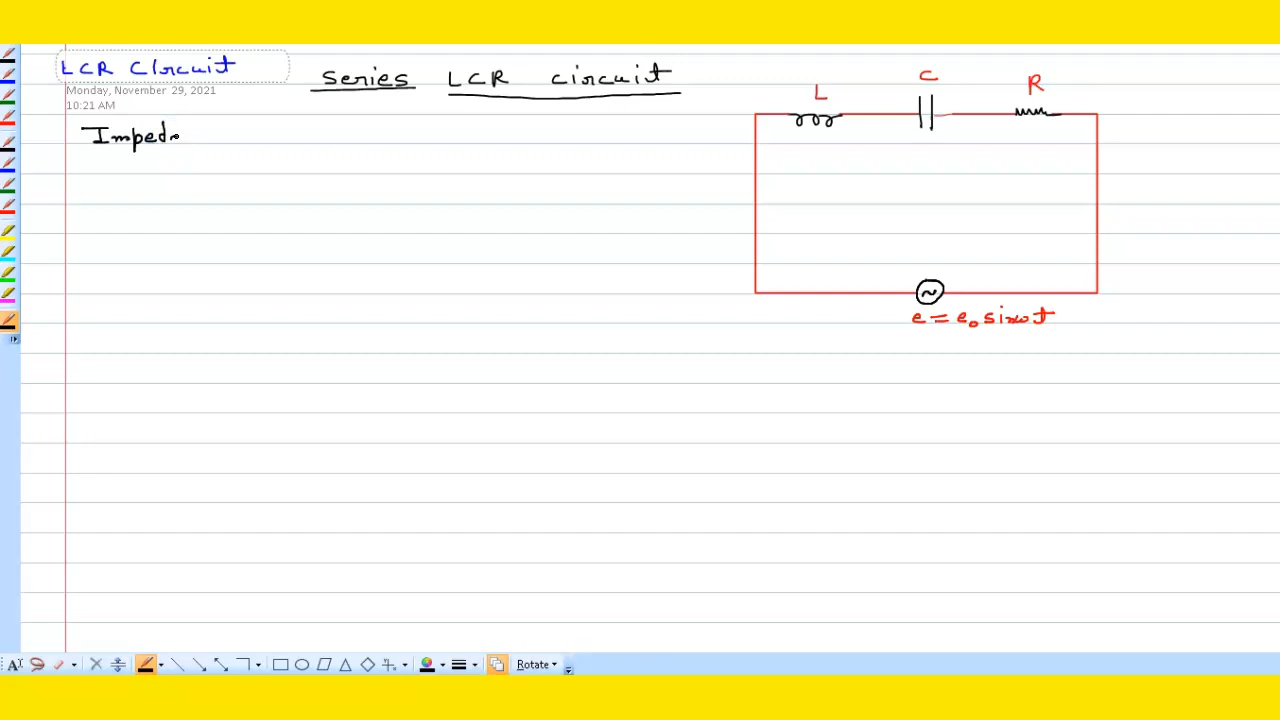 LCR CIrcuit
Monday, November 29, 2021
10:21 AM
Series LCR circuit
Imped
L
C
R
~
e = e₀ sinωt
A
Rotate